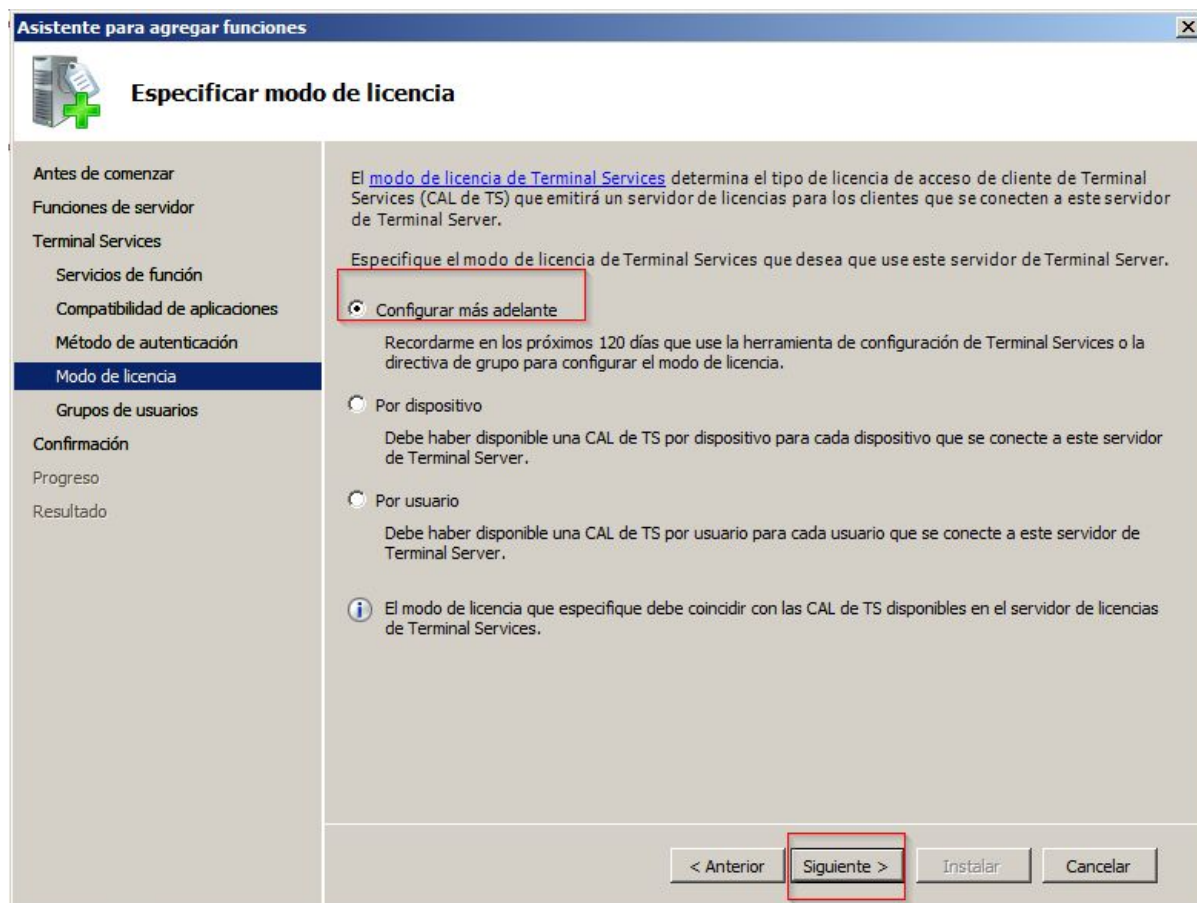 Asistente para agregar funciones
Especificar modo de licencia
Antes de comenzar
Funciones de servidor
Terminal Services
Servicios de función
Compatibilidad de aplicaciones
Método de autenticación
Modo de licencia
Grupos de usuarios
Confirmación
Progreso
Resultado
El modo de licencia de Terminal Services determina el tipo de licencia de acceso de cliente de Terminal
Services (CAL de TS) que emitirá un servidor de licencias para los clientes que se conecten a este servidor
de Terminal Server.
Especifique el modo de licencia de Terminal Services que desea que use este servidor de Terminal Server.
Configurar más adelante
Recordarme en los próximos 120 días que use la herramienta de configuración de Terminal Services o la
directiva de grupo para configurar el modo de licencia.
Por dispositivo
Debe haber disponible una CAL de TS por dispositivo para cada dispositivo que se conecte a este servidor
de Terminal Server.
Por usuario
Debe haber disponible una CAL de TS por usuario para cada usuario que se conecte a este servidor de
Terminal Server.
El modo de licencia que especifique debe coincidir con las CAL de TS disponibles en el servidor de licencias
de Terminal Services.
< Anterior
Siguiente >
Instalar
Cancelar